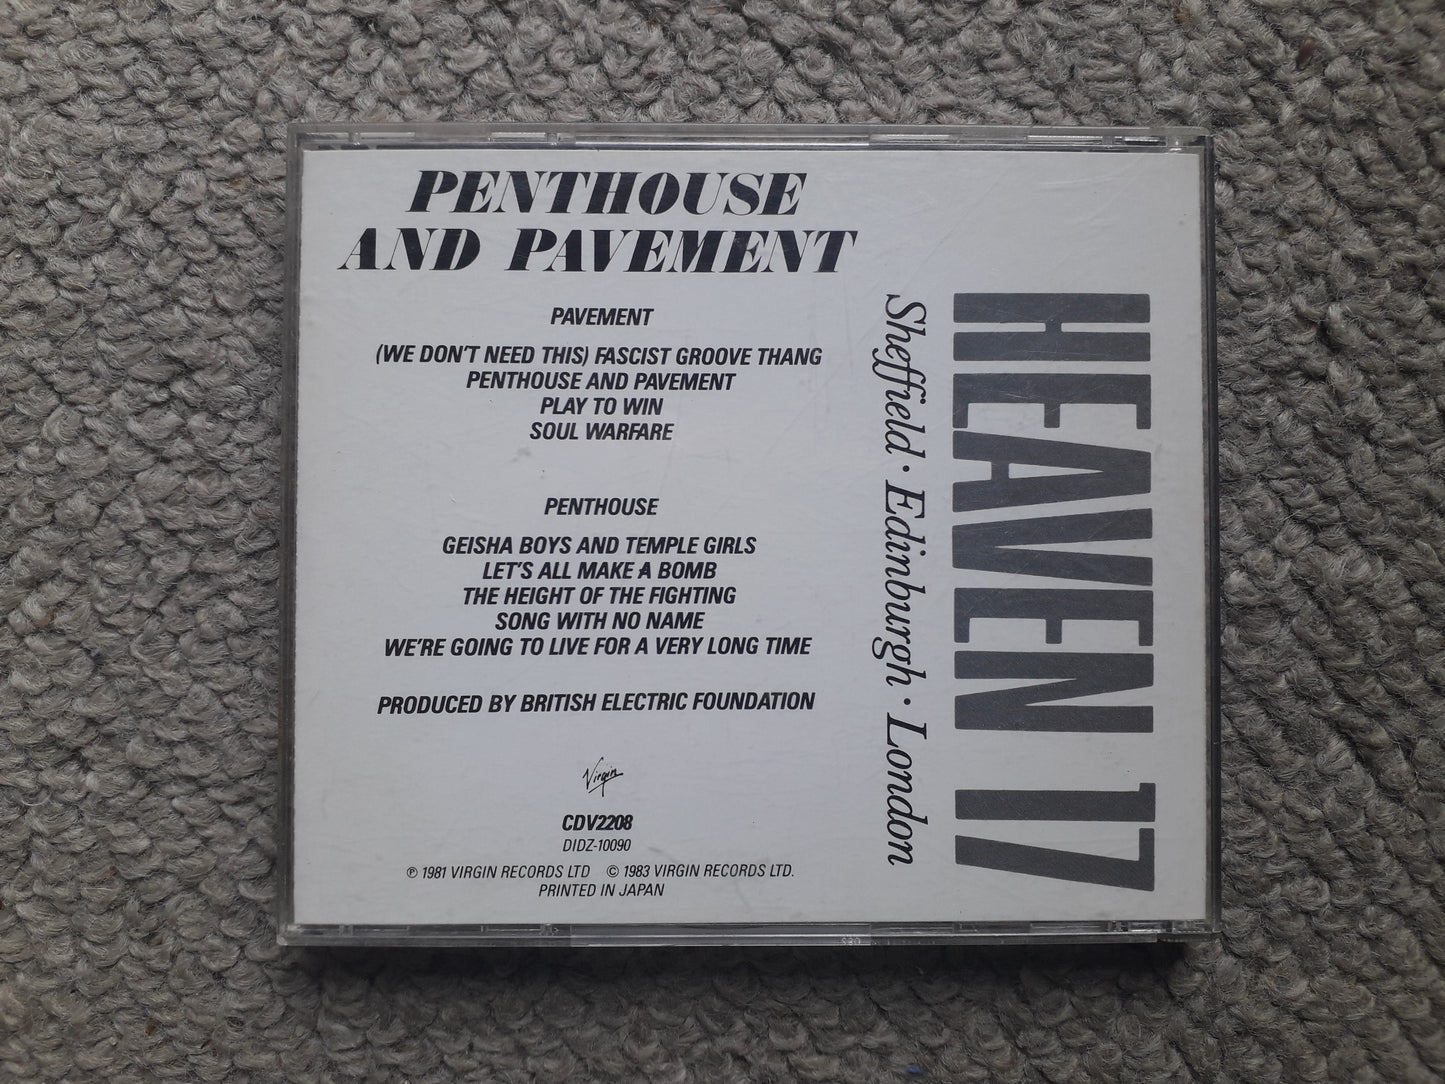 PENTHOUSE
AND PAVEMENT
PAVEMENT
(WE DON'T NEED THIS) FASCIST GROOVE THANG
PENTHOUSE AND PAVEMENT
PLAY TO WIN
SOUL WARFARE
PENTHOUSE
GEISHA BOYS AND TEMPLE GIRLS
LET'S ALL MAKE A BOMB
THE HEIGHT OF THE FIGHTING
SONG WITH NO NAME
WE'RE GOING TO LIVE FOR A VERY LONG TIME
PRODUCED BY BRITISH ELECTRIC FOUNDATION
Virgin
CDV2208
DIDZ-10090
℗ 1981 VIRGIN RECORDS LTD © 1983 VIRGIN RECORDS LTD.
PRINTED IN JAPAN
HEAVEN 17
Sheffield · Edinburgh · London